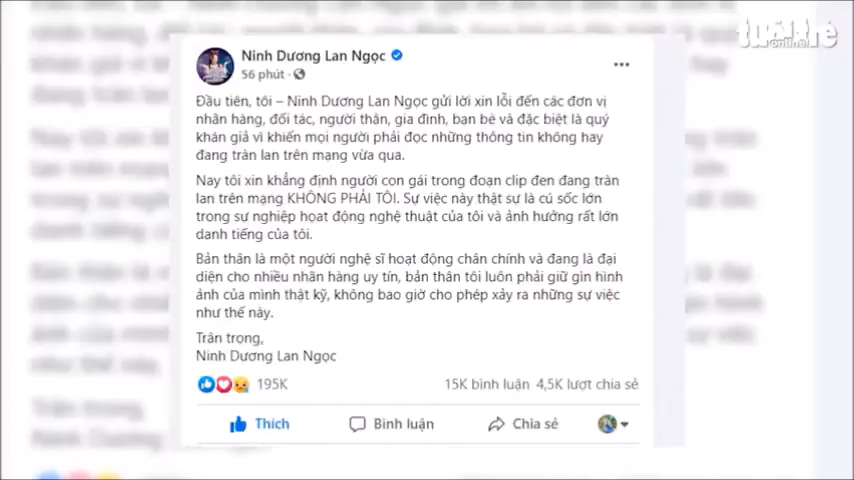 tuổi trẻ
online
Ninh Dương Lan Ngọc
56 phút ·
Đầu tiên, tôi – Ninh Dương Lan Ngọc gửi lời xin lỗi đến các đơn vị
nhãn hàng, đối tác, người thân, gia đình, bạn bè và đặc biệt là quý
khán giả vì khiến mọi người phải đọc những thông tin không hay
đang tràn lan trên mạng vừa qua.
Nay tôi xin khẳng định người con gái trong đoạn clip đen đang tràn
lan trên mạng KHÔNG PHẢI TÔI. Sự việc này thật sự là cú sốc lớn
trong sự nghiệp hoạt động nghệ thuật của tôi và ảnh hưởng rất lớn
danh tiếng của tôi.
Bản thân là một người nghệ sĩ hoạt động chân chính và đang là đại
diện cho nhiều nhãn hàng uy tín, bản thân tôi luôn phải giữ gìn hình
ảnh của mình thật kỹ, không bao giờ cho phép xảy ra những sự việc
như thế này.
Trân trọng,
Ninh Dương Lan Ngọc
195K 15K bình luận 4,5K lượt chia sẻ
Thích Bình luận Chia sẻ